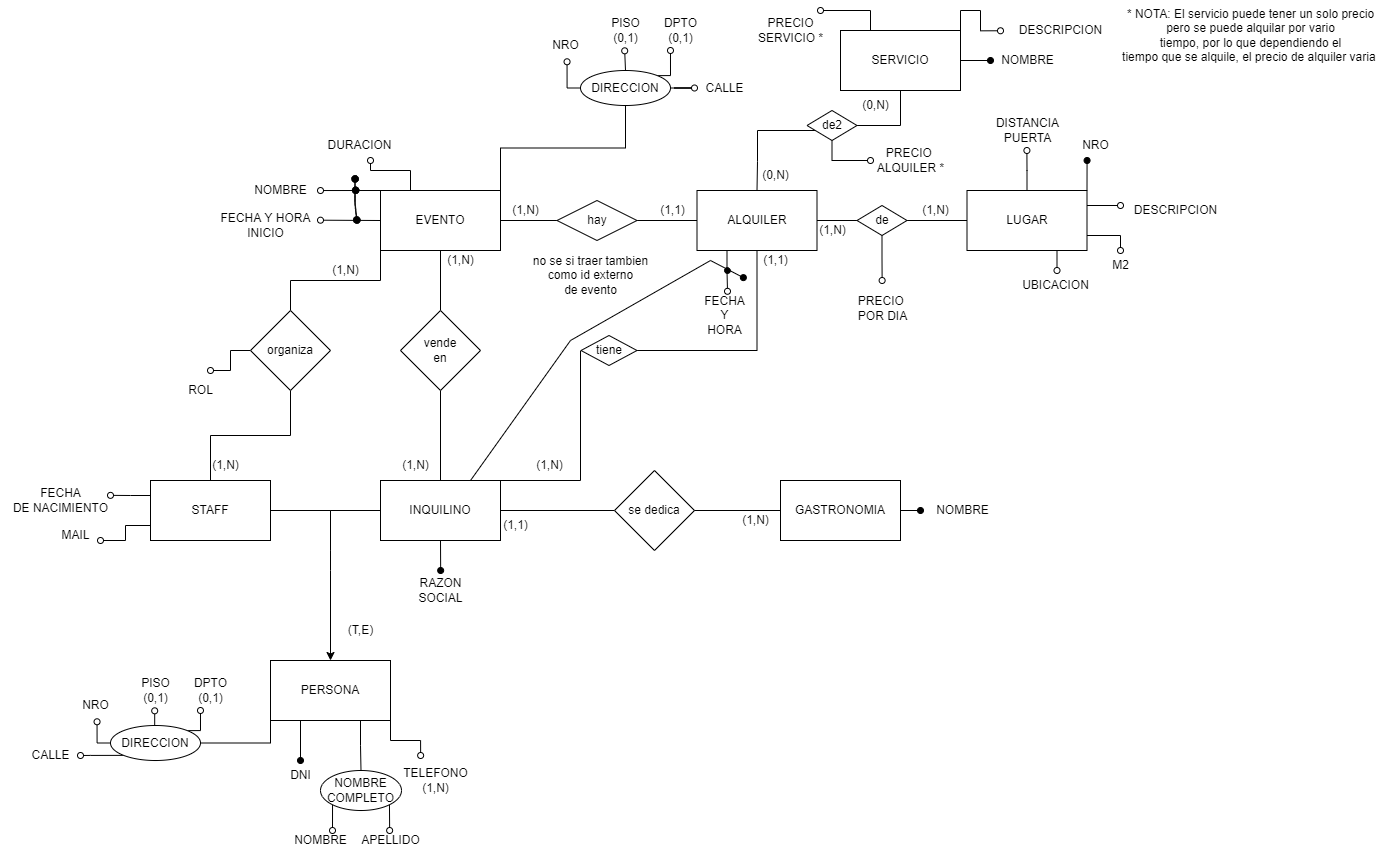 PISO
(0,1)
DPTO
(0,1)
NRO
DIRECCION
CALLE
PRECIO
SERVICIO *
SERVICIO
DESCRIPCION
NOMBRE
* NOTA: El servicio puede tener un solo precio
pero se puede alquilar por vario
tiempo, por lo que dependiendo el
tiempo que se alquile, el precio de alquiler varia
(0,N)
de2
PRECIO
ALQUILER *
(0,N)
DISTANCIA
PUERTA
NRO
DURACION
NOMBRE
FECHA Y HORA
INICIO
EVENTO
(1,N)
hay
(1,1)
ALQUILER
(1,N)
de
(1,N)
LUGAR
DESCRIPCION
M2
UBICACION
PRECIO
POR DIA
(1,N)
(1,N)
no se si traer tambien
como id externo
de evento
(1,1)
FECHA
Y
HORA
organiza
ROL
vende
en
tiene
(1,N)
(1,N)
(1,N)
FECHA
DE NACIMIENTO
MAIL
STAFF
INQUILINO
(1,1)
se dedica
(1,N)
GASTRONOMIA
NOMBRE
RAZON
SOCIAL
(T,E)
PERSONA
PISO
(0,1)
DPTO
(0,1)
NRO
DIRECCION
CALLE
DNI
NOMBRE
COMPLETO
TELEFONO
(1,N)
NOMBRE
APELLIDO